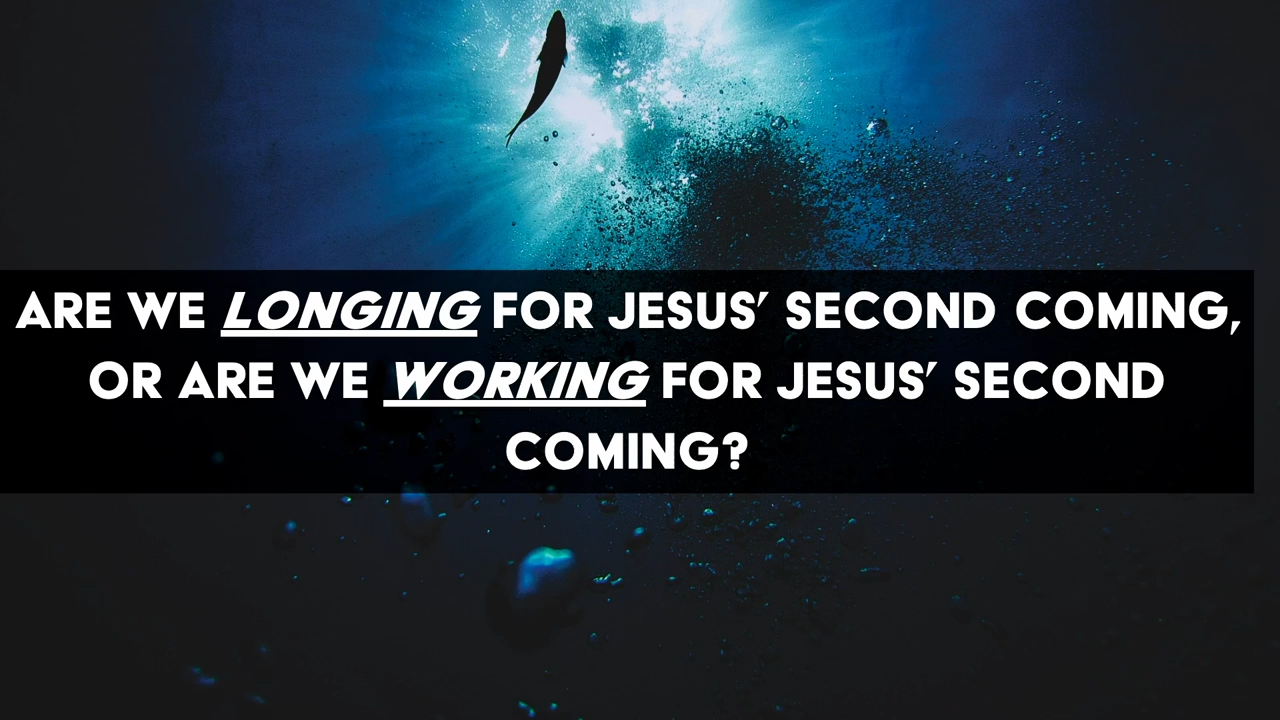 ARE WE LONGING FOR JESUS’ SECOND COMING,
OR ARE WE WORKING FOR JESUS’ SECOND
COMING?